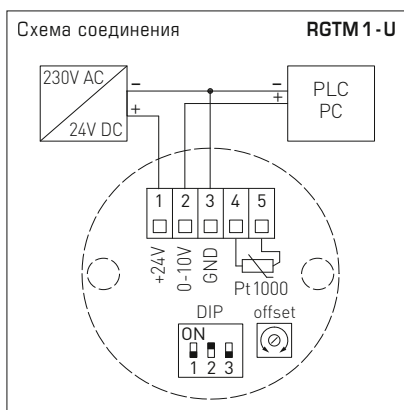 Схема соединения RGTM 1 - U
230V AC
24V DC
−
+
−
+
PLC
PC
1 2 3 4 5
+24V
0-10V
GND
Pt1000
DIP
offset
ON
1 2 3